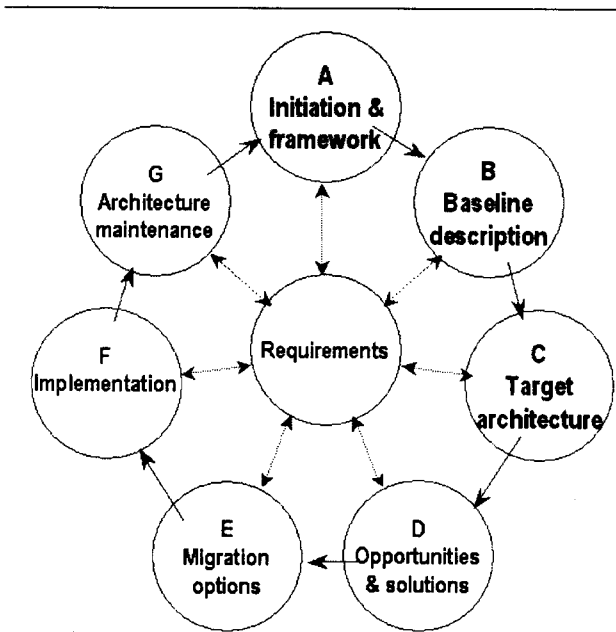 A
Initiation &
framework
B
Baseline
description
C
Target
architecture
D
Opportunities
& solutions
E
Migration
options
F
Implementation
G
Architecture
maintenance
Requirements